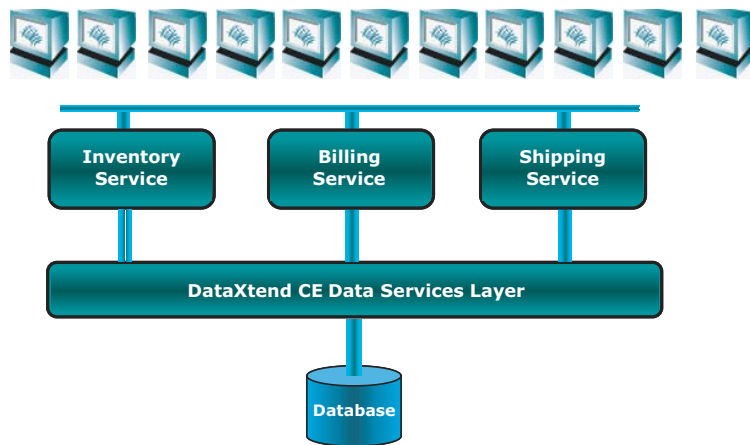 Inventory
Service
Billing
Service
Shipping
Service
DataXtend CE Data Services Layer
Database